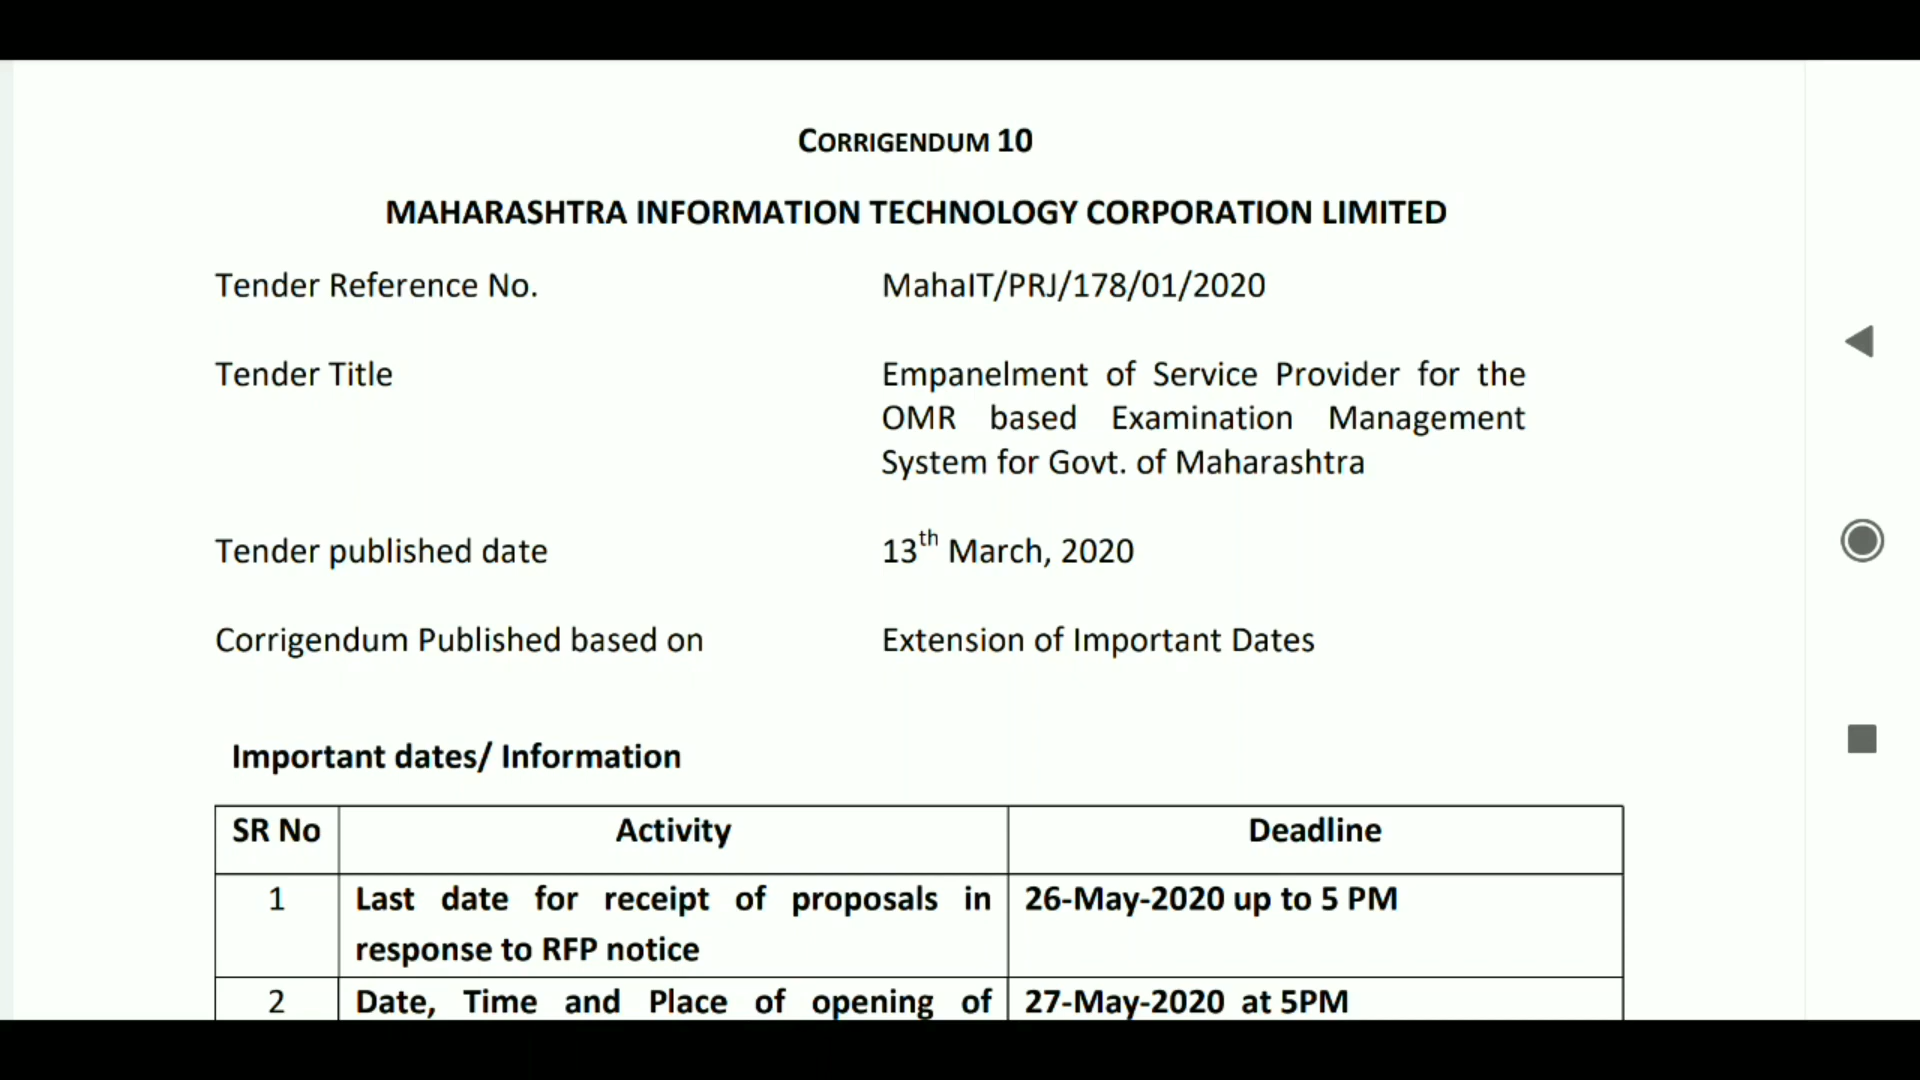 CORRIGENDUM 10
MAHARASHTRA INFORMATION TECHNOLOGY CORPORATION LIMITED
Tender Reference No. MahaIT/PRJ/178/01/2020
Tender Title Empanelment of Service Provider for the
OMR based Examination Management
System for Govt. of Maharashtra
Tender published date 13th March, 2020
Corrigendum Published based on Extension of Important Dates
Important dates/ Information
SR No Activity Deadline
1 Last date for receipt of proposals in 26-May-2020 up to 5 PM
response to RFP notice
2 Date, Time and Place of opening of 27-May-2020 at 5PM